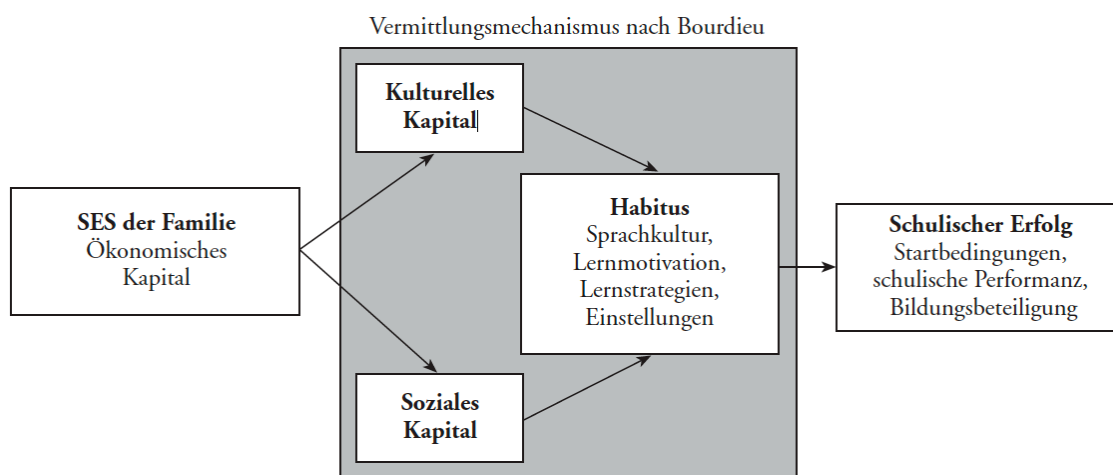 Vermittlungsmechanismus nach Bourdieu
Kulturelles
Kapital
SES der Familie
Ökonomisches
Kapital
Habitus
Sprachkultur,
Lernmotivation,
Lernstrategien,
Einstellungen
Schulischer Erfolg
Startbedingungen,
schulische Performanz,
Bildungsbeteiligung
Soziales
Kapital